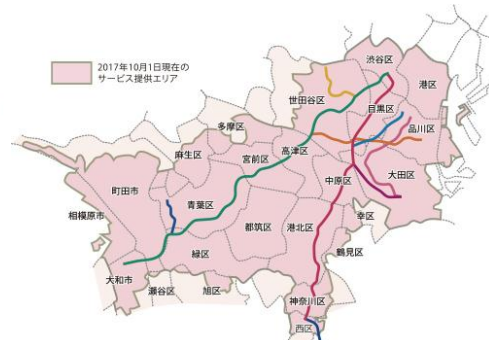 2017年10月1日現在の
サービス提供エリア
渋谷区
港区
世田谷区
目黒区
品川区
多摩区
麻生区
宮前区
高津区
大田区
町田市
中原区
青葉区
相模原市
幸区
都筑区
港北区
緑区
鶴見区
大和市
瀬谷区
旭区
神奈川区
西区